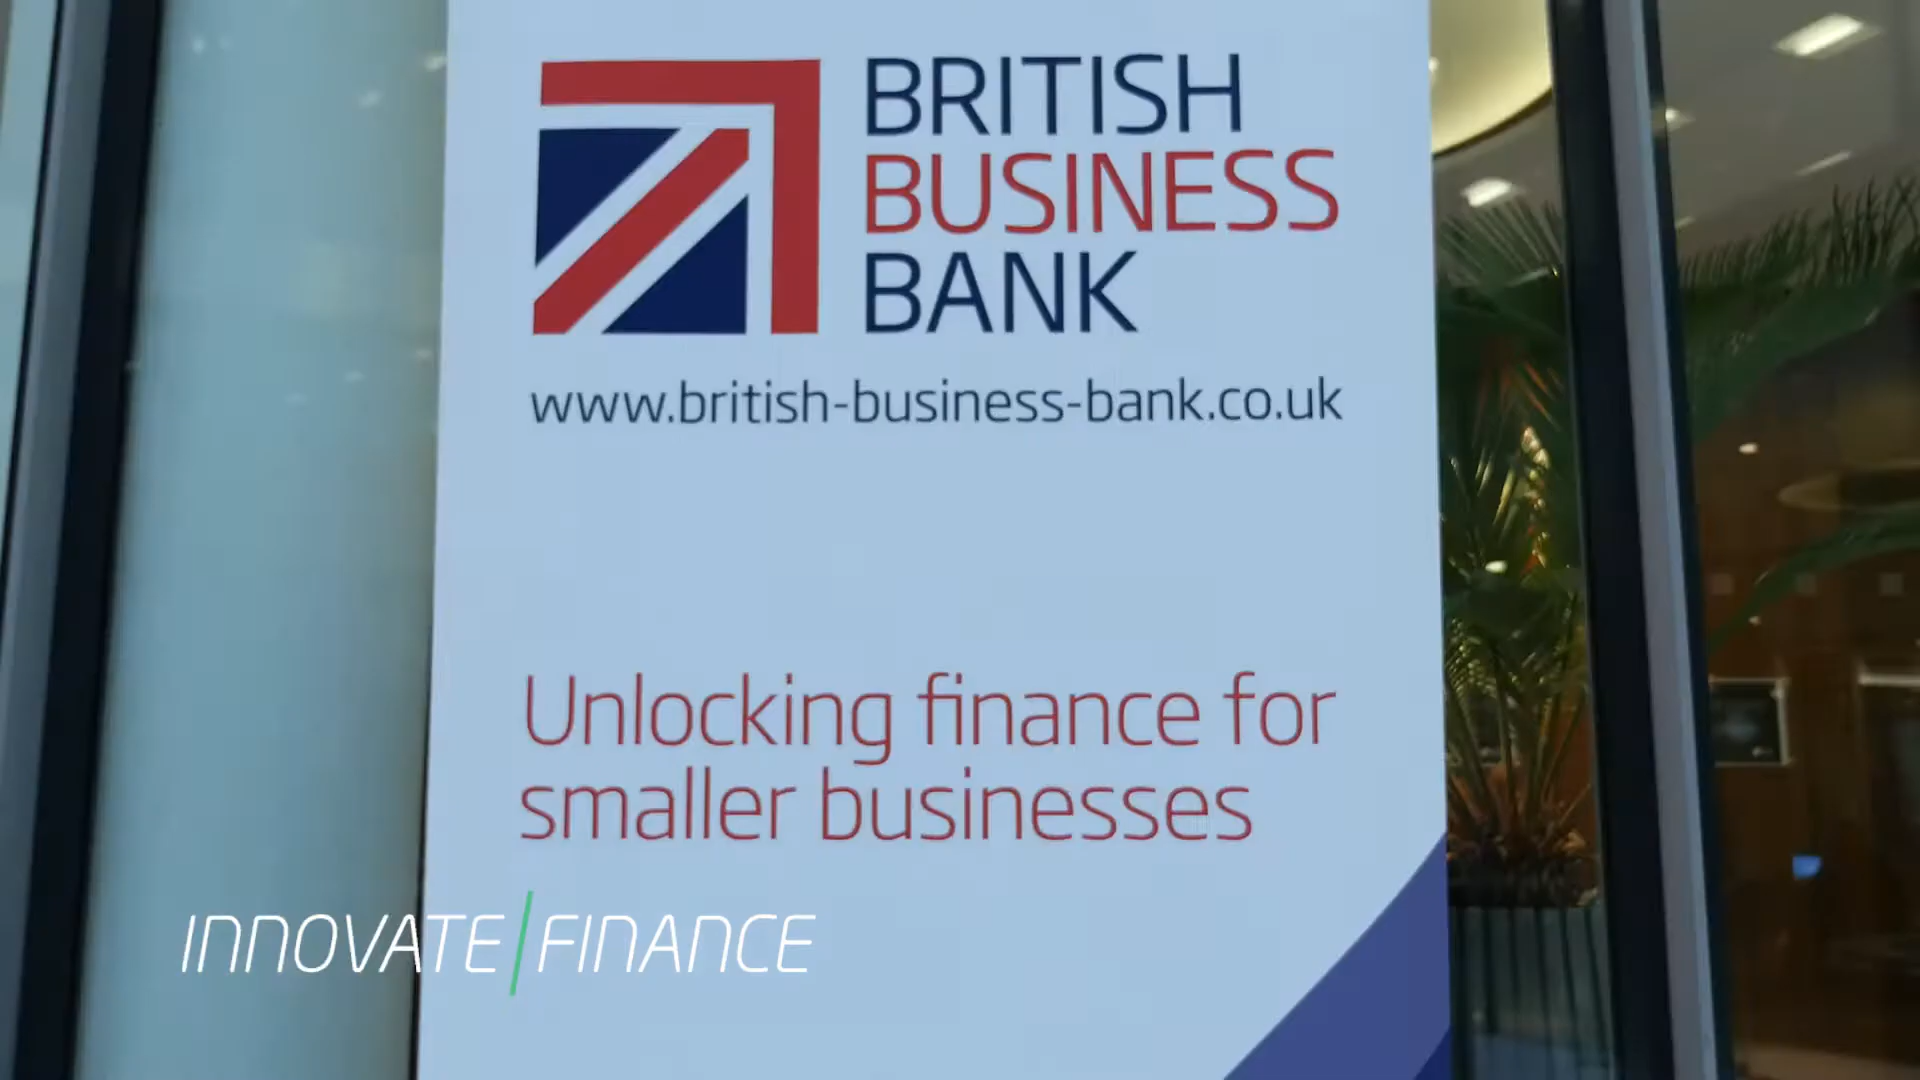 BRITISH
BUSINESS
BANK
www.british-business-bank.co.uk
Unlocking finance for
smaller businesses
INNOVATE/FINANCE